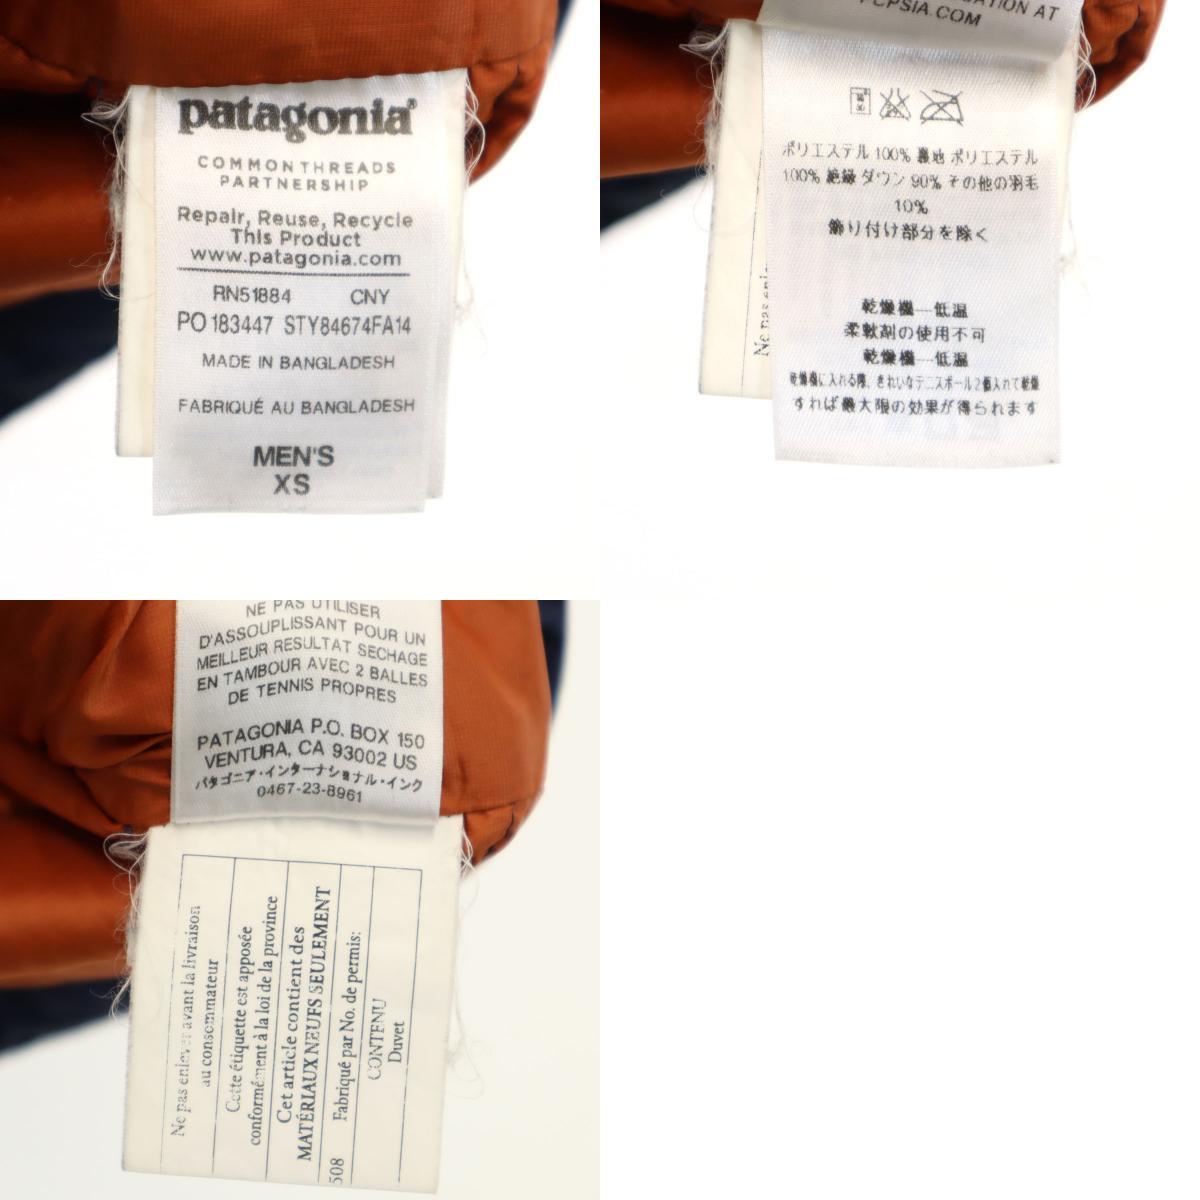 patagonia®
COMMON THREADS
PARTNERSHIP
Repair, Reuse, Recycle
This Product
www.patagonia.com
RN51884 CNY
PO 183447 STY84674FA14
MADE IN BANGLADESH
FABRIQUÉ AU BANGLADESH
MEN'S
XS
AT
PCPSIA.COM
ポリエステル 100% 裏地 ポリエステル
100% 絶縁 ダウン 90% その他の羽毛
10%
飾り付け部分を除く
乾燥機—低温
柔軟剤の使用不可
乾燥機—低温
乾燥機に入れる際、きれいなテニスボール2個入れて乾燥
すれば最大限の効果が得られます
Ne pas enle
NE PAS UTILISER
D'ASSOUPLISSANT POUR UN
MEILLEUR RESULTAT SECHAGE
EN TAMBOUR AVEC 2 BALLES
DE TENNIS PROPRES
PATAGONIA P.O. BOX 150
VENTURA, CA 93002 US
パタゴニア・インターナショナル・インク
0467-23-8961
Ne pas enlever avant la livraison
au consommateur
Cette étiquette est apposée
conformément à la loi de la province
Cet article contient des
MATÉRIAUX NEUFS SEULEMENT
508 Fabriqué par No. de permis:
CONTENU
Duvet